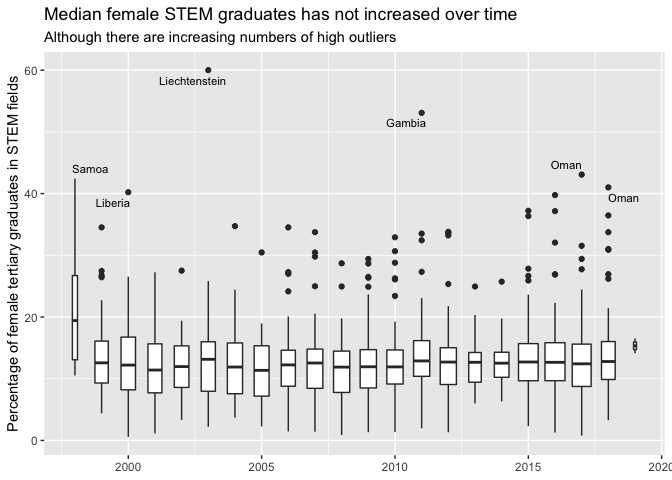 Median female STEM graduates has not increased over time
Although there are increasing numbers of high outliers
Percentage of female tertiary graduates in STEM fields
60
40
20
0
Samoa
Liberia
Liechtenstein
Gambia
Oman
Oman
2000
2005
2010
2015
2020